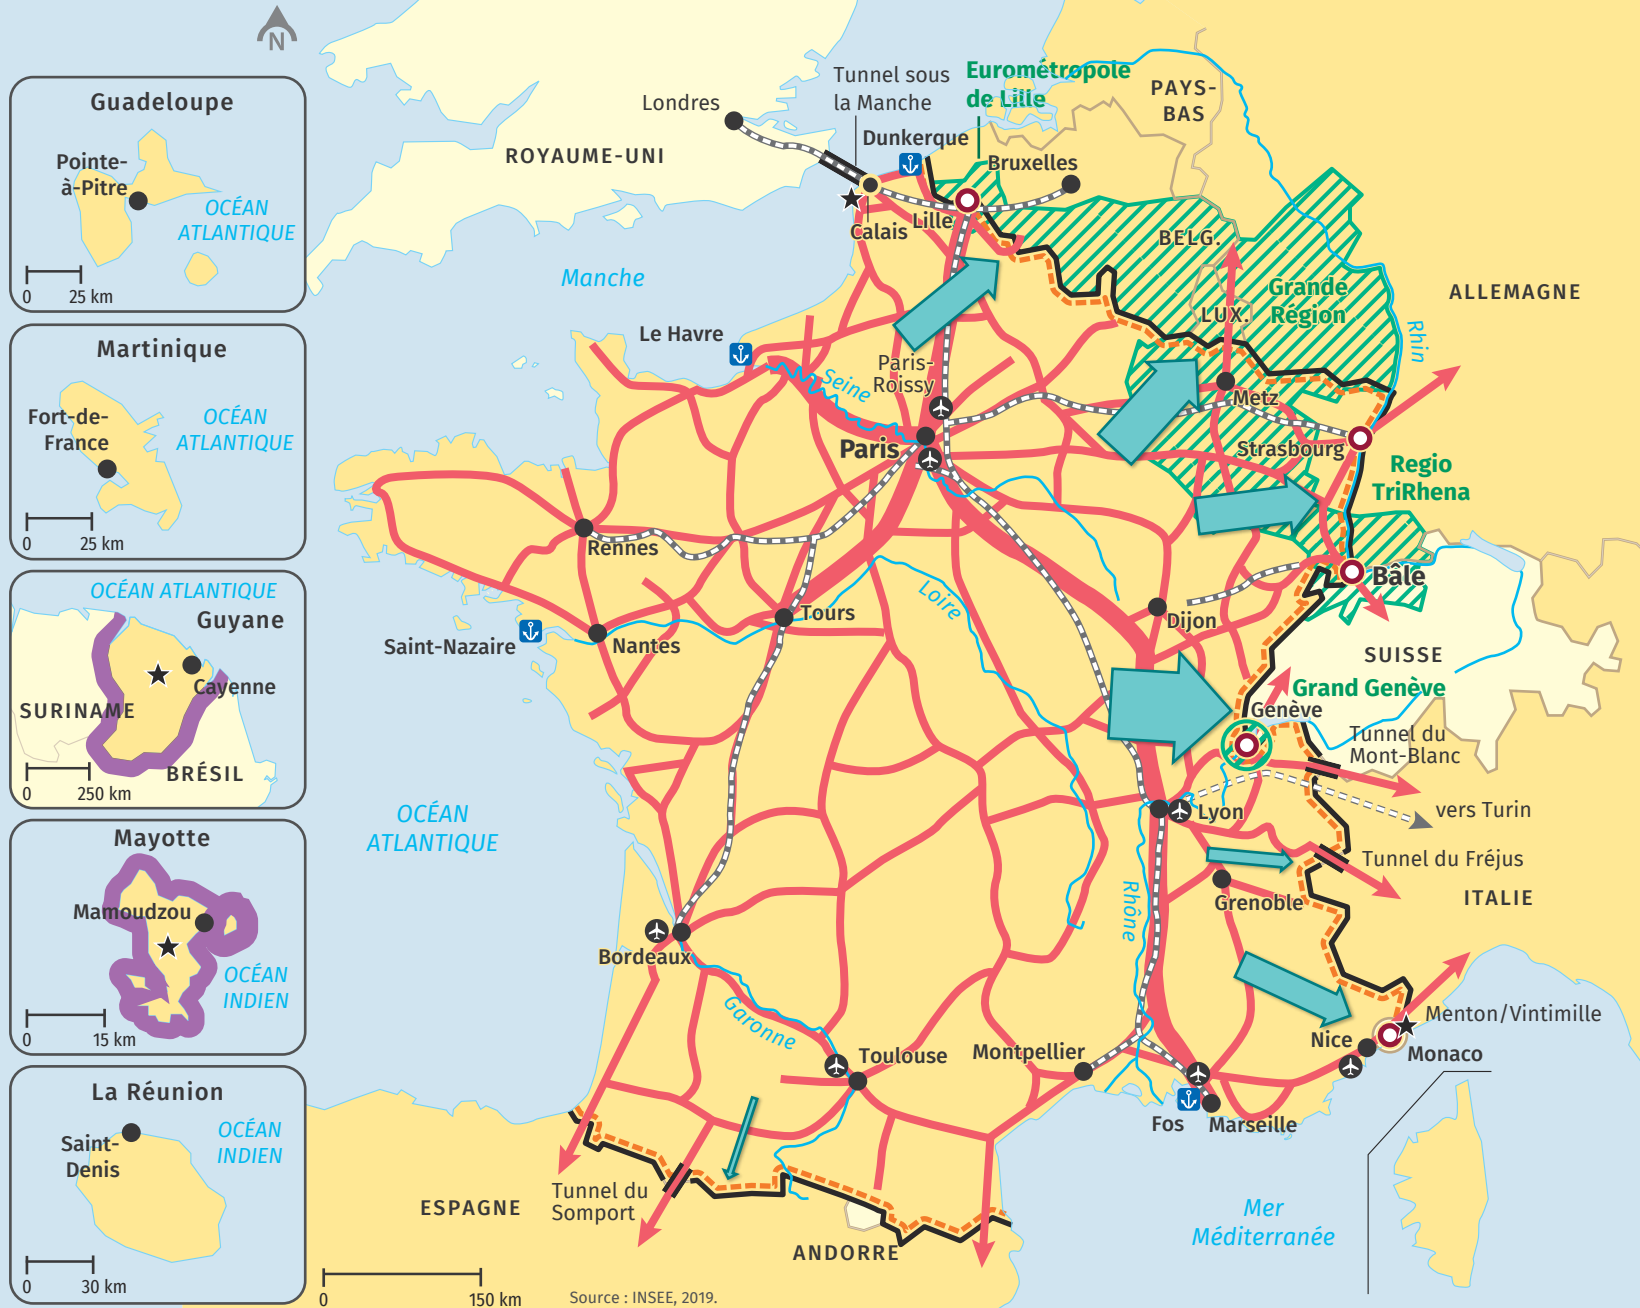 N
Guadeloupe
Pointe-
à-Pitre
OCÉAN
ATLANTIQUE
0
25 km
Martinique
Fort-de-
France
OCÉAN
ATLANTIQUE
0
25 km
OCÉAN ATLANTIQUE
Guyane
Cayenne
SURINAME
BRÉSIL
0
250 km
Mayotte
Mamoudzou
OCÉAN
INDIEN
0
15 km
La Réunion
Saint-
Denis
OCÉAN
INDIEN
0
30 km
Londres
ROYAUME-UNI
Tunnel sous
la Manche
Eurométropole
de Lille
PAYS-
BAS
Dunkerque
Bruxelles
Calais
Lille
BELG.
Manche
Grande
Région
LUX.
ALLEMAGNE
Rhin
Le Havre
Seine
Paris-
Roissy
Metz
Paris
Strasbourg
Regio
TriRhena
Rennes
Bâle
Loire
Tours
Dijon
Saint-Nazaire
Nantes
SUISSE
Grand Genève
Genève
Tunnel du
Mont-Blanc
OCÉAN
ATLANTIQUE
Lyon
vers Turin
Tunnel du Fréjus
Rhône
Grenoble
ITALIE
Bordeaux
Garonne
Menton/Vintimille
Nice
Monaco
Toulouse
Montpellier
Fos
Marseille
Tunnel du
Somport
ESPAGNE
ANDORRE
Mer
Méditerranée
0
150 km
Source : INSEE, 2019.